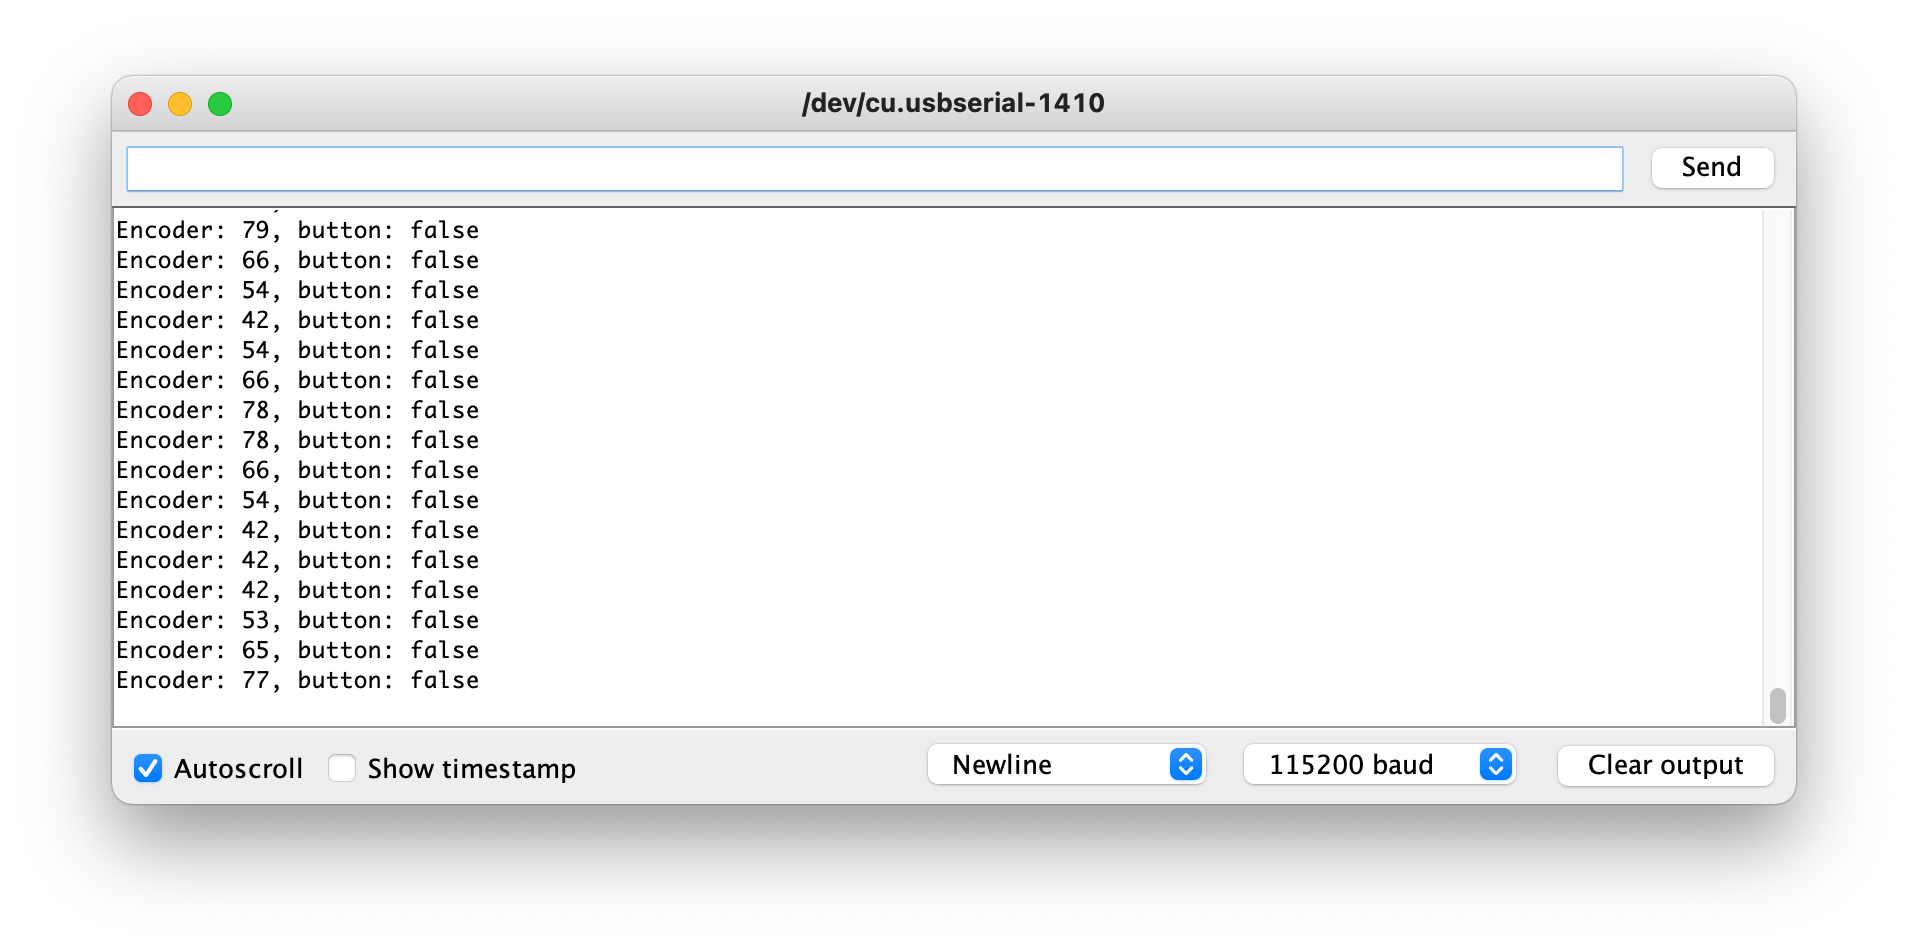 /dev/cu.usbserial-1410
Send
Encoder: 79, button: false
Encoder: 66, button: false
Encoder: 54, button: false
Encoder: 42, button: false
Encoder: 54, button: false
Encoder: 66, button: false
Encoder: 78, button: false
Encoder: 78, button: false
Encoder: 66, button: false
Encoder: 54, button: false
Encoder: 42, button: false
Encoder: 42, button: false
Encoder: 42, button: false
Encoder: 53, button: false
Encoder: 65, button: false
Encoder: 77, button: false
Autoscroll Show timestamp Newline 115200 baud Clear output